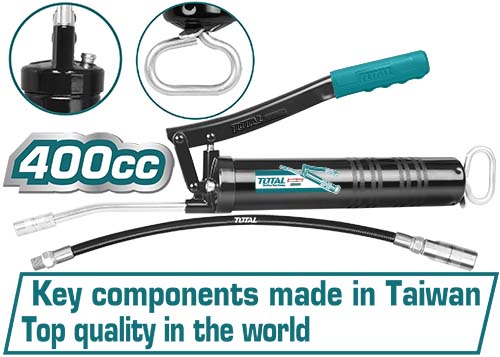 TOTAL
TOTAL
400cc
TOTAL
TOTAL
Key components made in Taiwan
Top quality in the world